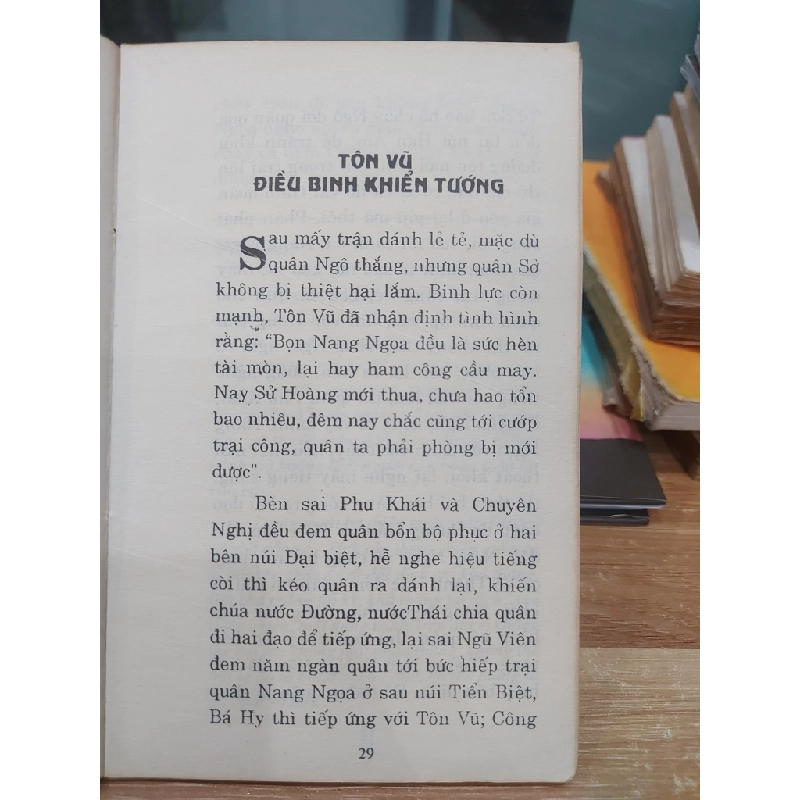 TÔN VŨ
ĐIỀU BINH KHIỂN TƯỚNG
Sau mấy trận đánh lẻ tẻ, mặc dù
quân Ngô thắng, nhưng quân Sở
không bị thiệt hại lắm. Binh lực còn
mạnh, Tôn Vũ đã nhận định tình hình
rằng: “Bọn Nang Ngọa đều là sức hèn
tài mòn, lại hay ham công cầu may.
Nay Sử Hoàng mới thua, chưa hao tổn
bao nhiêu, đêm nay chắc cũng tới cướp
trại công, quân ta phải phòng bị mới
được".
Bèn sai Phu Khái và Chuyên
Nghị đều đem quân bổn bộ phục ở hai
bên núi Đại biệt, hễ nghe hiệu tiếng
còi thì kéo quân ra đánh lại, khiến
chúa nước Đường, nướcThái chia quân
đi hai đạo để tiếp ứng, lại sai Ngũ Viên
đem năm ngàn quân tới bức hiếp trại
quân Nang Ngọa ở sau núi Tiển Biệt,
Bá Hy thì tiếp ứng với Tôn Vũ; Công
29